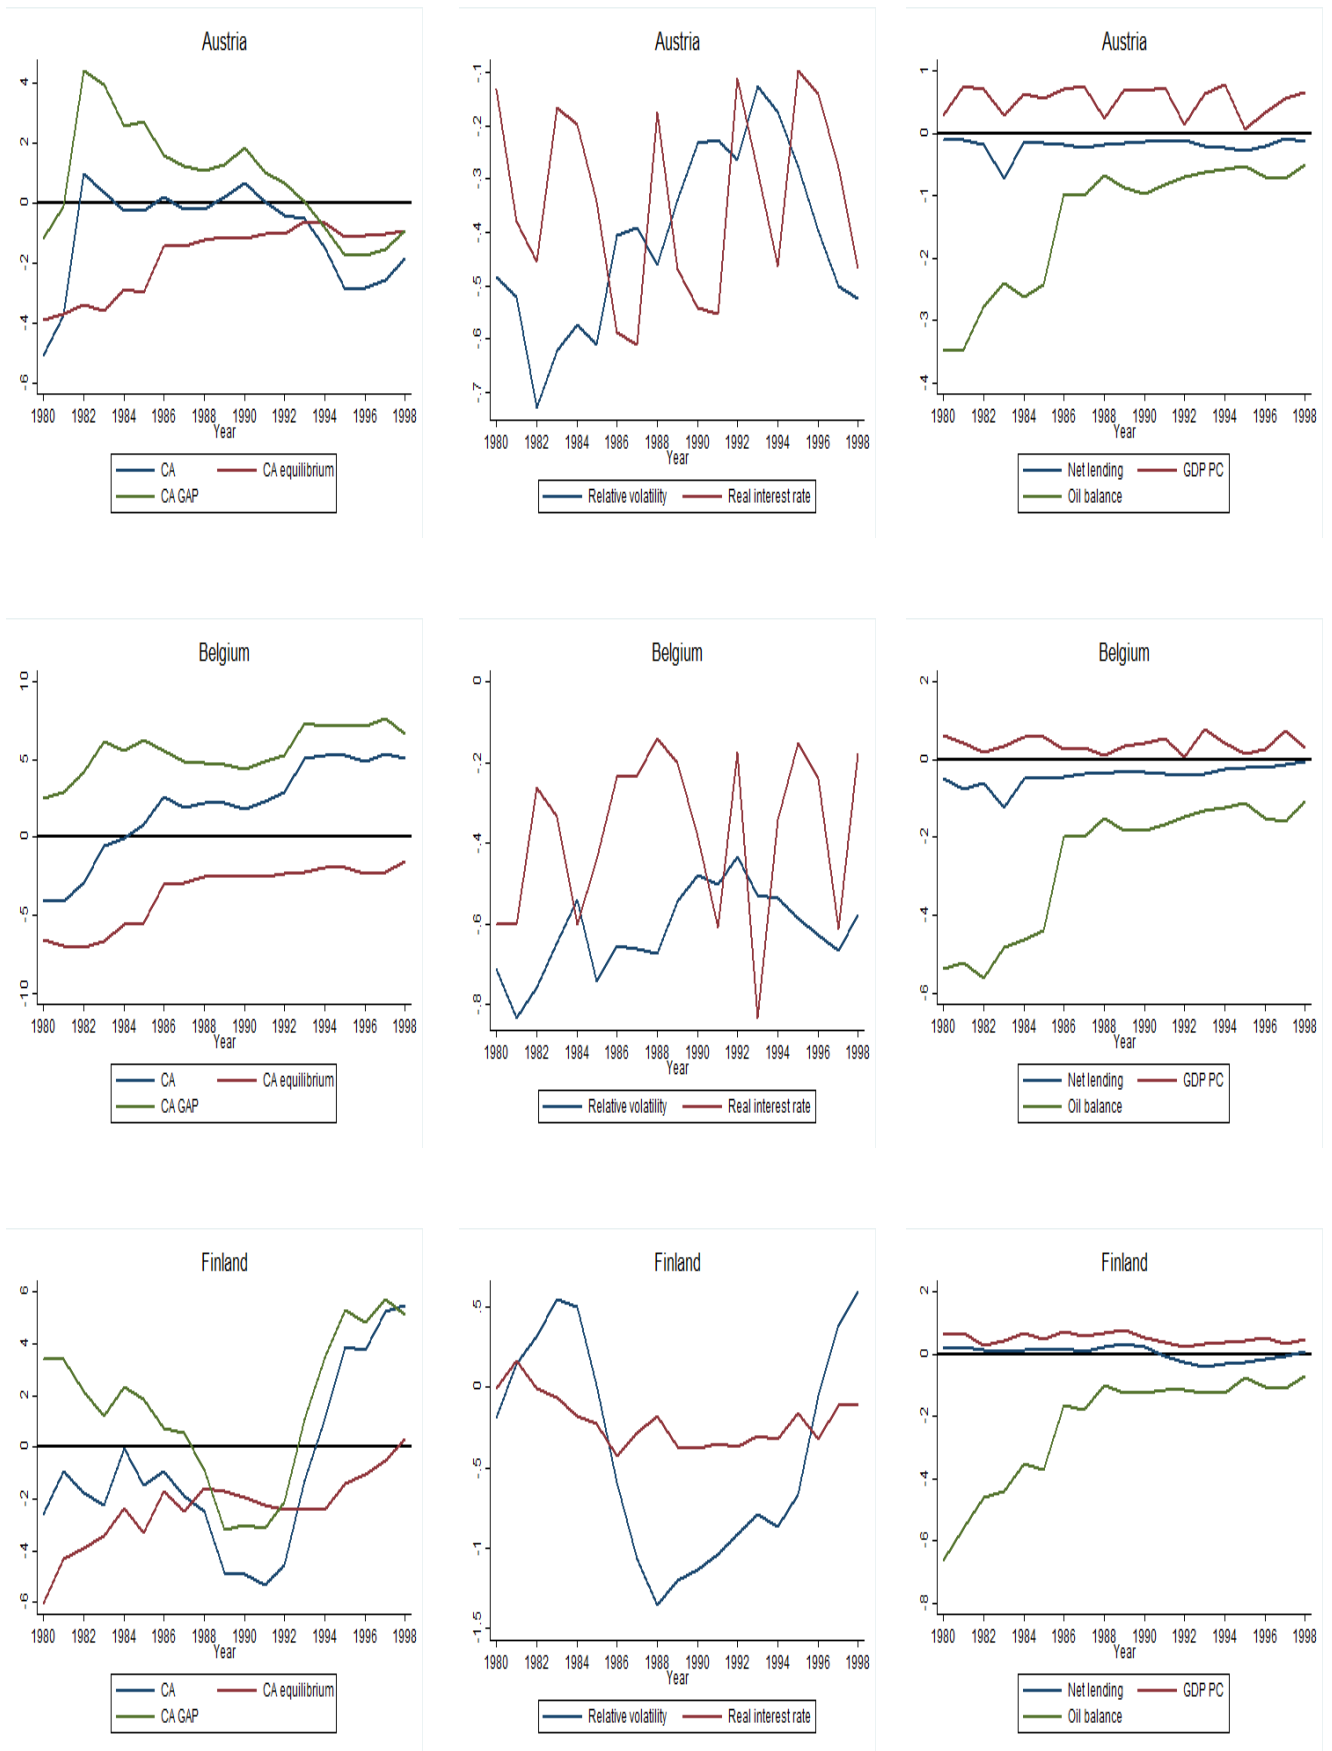 Austria
4
2
0
-2
-4
-6
1980 1982 1984 1986 1988 1990 1992 1994 1996 1998
Year
CA CA equilibrium
CA GAP
Austria
-.1
-.2
-.3
-.4
-.5
-.6
-.7
1980 1982 1984 1986 1988 1990 1992 1994 1996 1998
Year
Relative volatility Real interest rate
Austria
1
0
-1
-2
-3
-4
1980 1982 1984 1986 1988 1990 1992 1994 1996 1998
Year
Net lending GDP PC
Oil balance
Belgium
10
5
0
-5
-10
1980 1982 1984 1986 1988 1990 1992 1994 1996 1998
Year
CA CA equilibrium
CA GAP
Belgium
0
-.2
-.4
-.6
-.8
1980 1982 1984 1986 1988 1990 1992 1994 1996 1998
Year
Relative volatility Real interest rate
Belgium
2
0
-2
-4
-6
1980 1982 1984 1986 1988 1990 1992 1994 1996 1998
Year
Net lending GDP PC
Oil balance
Finland
6
4
2
0
-2
-4
-6
1980 1982 1984 1986 1988 1990 1992 1994 1996 1998
Year
CA CA equilibrium
CA GAP
Finland
.5
0
-.5
-1
-1.5
1980 1982 1984 1986 1988 1990 1992 1994 1996 1998
Year
Relative volatility Real interest rate
Finland
2
0
-2
-4
-6
-8
1980 1982 1984 1986 1988 1990 1992 1994 1996 1998
Year
Net lending GDP PC
Oil balance